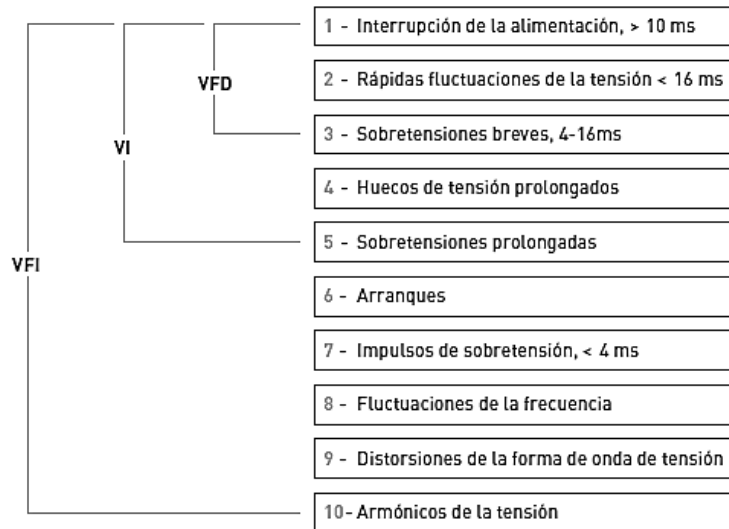 1 - Interrupción de la alimentación, > 10 ms
2 - Rápidas fluctuaciones de la tensión < 16 ms
VFD
3 - Sobretensiones breves, 4-16ms
VI
4 - Huecos de tensión prolongados
5 - Sobretensiones prolongadas
VFI
6 - Arranques
7 - Impulsos de sobretensión, < 4 ms
8 - Fluctuaciones de la frecuencia
9 - Distorsiones de la forma de onda de tensión
10- Armónicos de la tensión